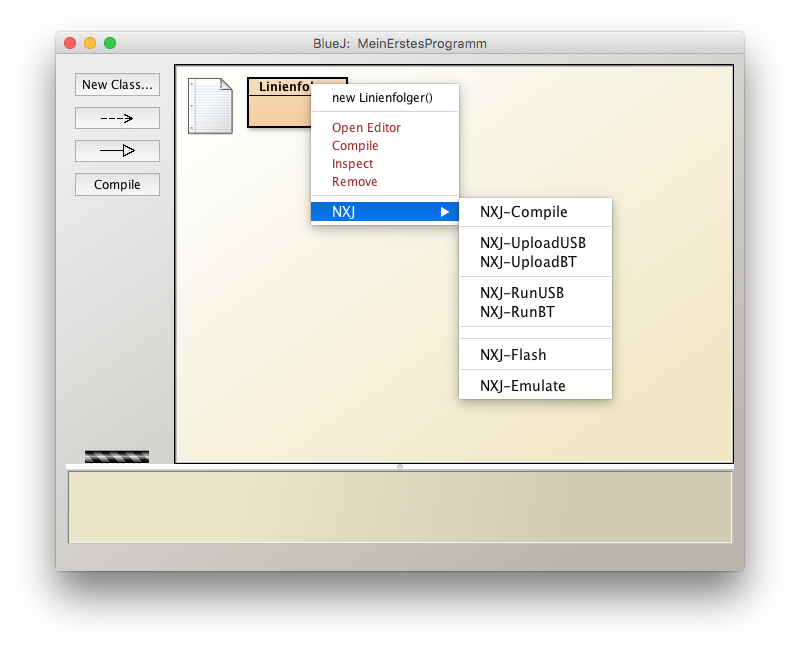 BlueJ: MeinErstesProgramm
New Class...
Compile
Linienfo
new Linienfolger()
Open Editor
Compile
Inspect
Remove
NXJ
NXJ-Compile
NXJ-UploadUSB
NXJ-UploadBT
NXJ-RunUSB
NXJ-RunBT
NXJ-Flash
NXJ-Emulate